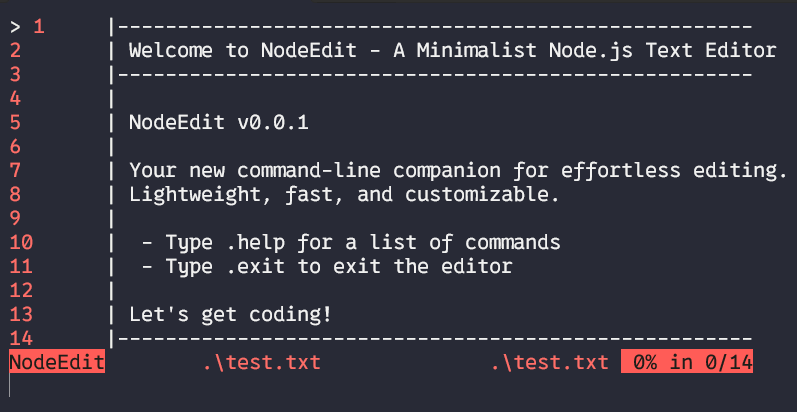 > 1 |-----------------------------------------------------
2 | Welcome to NodeEdit - A Minimalist Node.js Text Editor
3 |-----------------------------------------------------
4 |
5 | NodeEdit v0.0.1
6 |
7 | Your new command-line companion for effortless editing.
8 | Lightweight, fast, and customizable.
9 |
10 |  - Type .help for a list of commands
11 |  - Type .exit to exit the editor
12 |
13 | Let's get coding!
14 |-----------------------------------------------------
NodeEdit .\test.txt .\test.txt 0% in 0/14